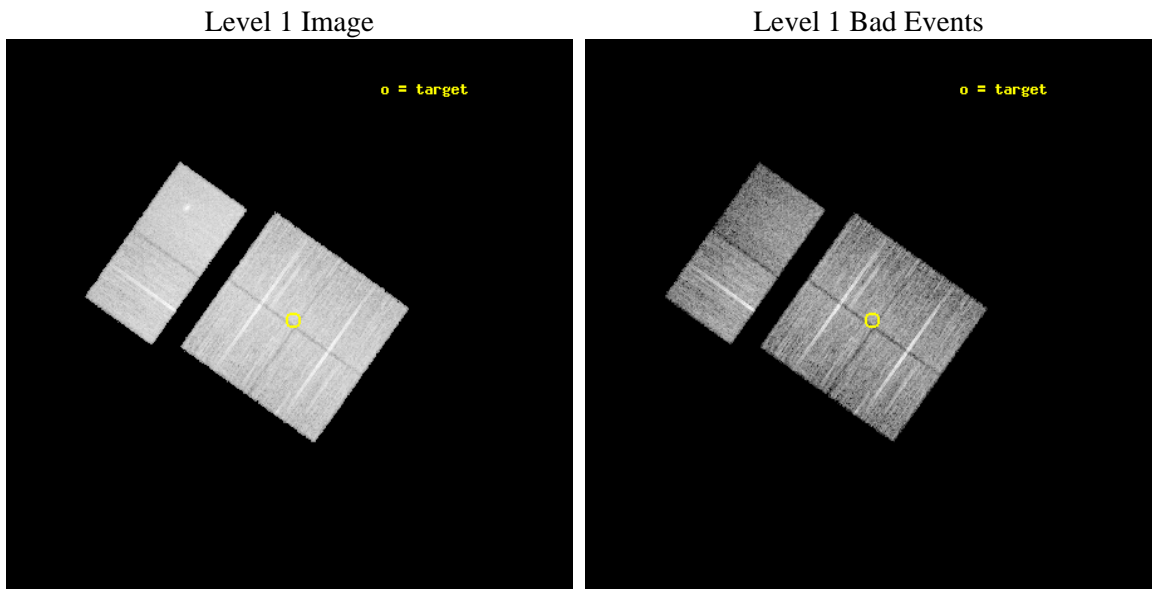 Level 1 Image
Level 1 Bad Events
o = target
o = target